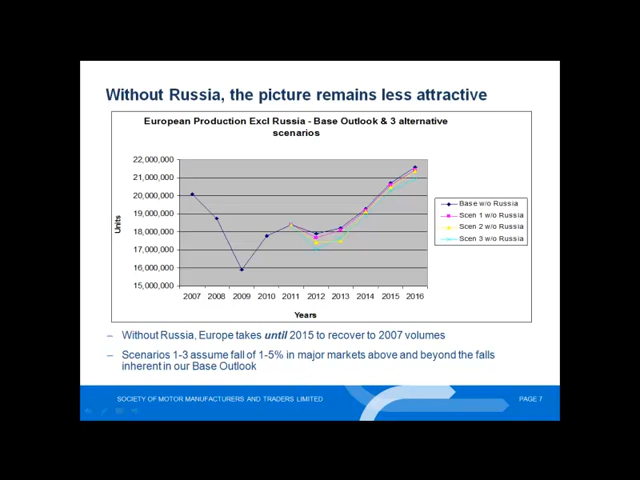 Without Russia, the picture remains less attractive
European Production Excl Russia - Base Outlook & 3 alternative
scenarios
22,000,000
21,000,000
20,000,000
19,000,000
18,000,000
17,000,000
16,000,000
15,000,000
Units
2007 2008 2009 2010 2011 2012 2013 2014 2015 2016
Years
Base w/o Russia
Scen 1 w/o Russia
Scen 2 w/o Russia
Scen 3 w/o Russia
– Without Russia, Europe takes until 2015 to recover to 2007 volumes
– Scenarios 1-3 assume fall of 1-5% in major markets above and beyond the falls
inherent in our Base Outlook
SOCIETY OF MOTOR MANUFACTURERS AND TRADERS LIMITED
PAGE 7